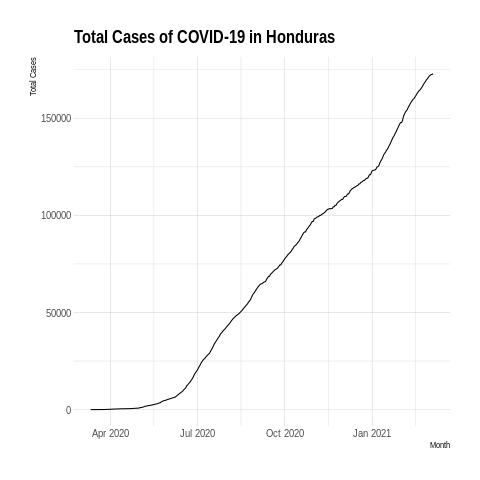 Total Cases of COVID-19 in Honduras
Total Cases
150000
100000
50000
0
Apr 2020 Jul 2020 Oct 2020 Jan 2021
Month